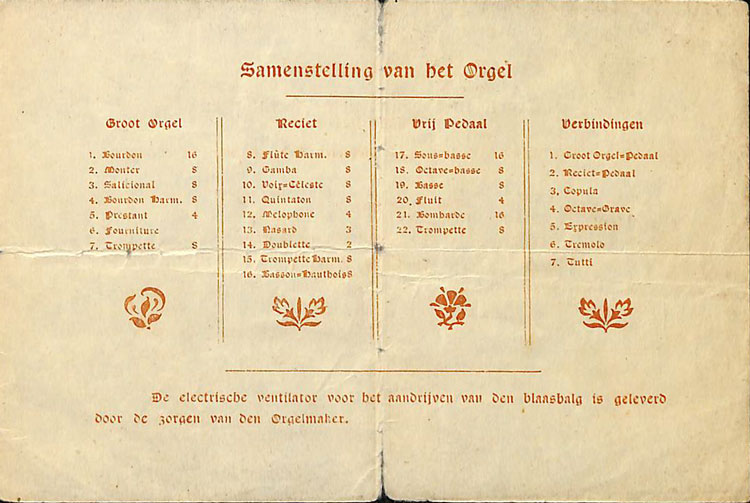 Samenstelling van het Orgel
Groot Orgel
1. Bourdon 16
2. Monter 8
3. Salicional 8
4. Bourdon Harm. 8
5. Prestant 4
6. Fourniture
7. Trompette 8
Reciet
8. Flûte Harm. 8
9. Gamba 8
10. Voix=Céleste 8
11. Quintaton 8
12. Melophone 4
13. Nasard 3
14. Doublette 2
15. Trompette Harm. 8
16. Basson=Hauthois 8
Vrij Pedaal
17. Sous=basse 16
18. Octave=basse 8
19. Basse 8
20. Fluit 4
21. Bombarde 16
22. Trompette 8
Verbindingen
1. Groot Orgel=Pedaal
2. Reciet=Pedaal
3. Copula
4. Octave=Grave
5. Expression
6. Tremolo
7. Tutti
De electrische ventilator voor het aandrijven van den blaasbalg is geleverd
door de zorgen van den Orgelmaker.